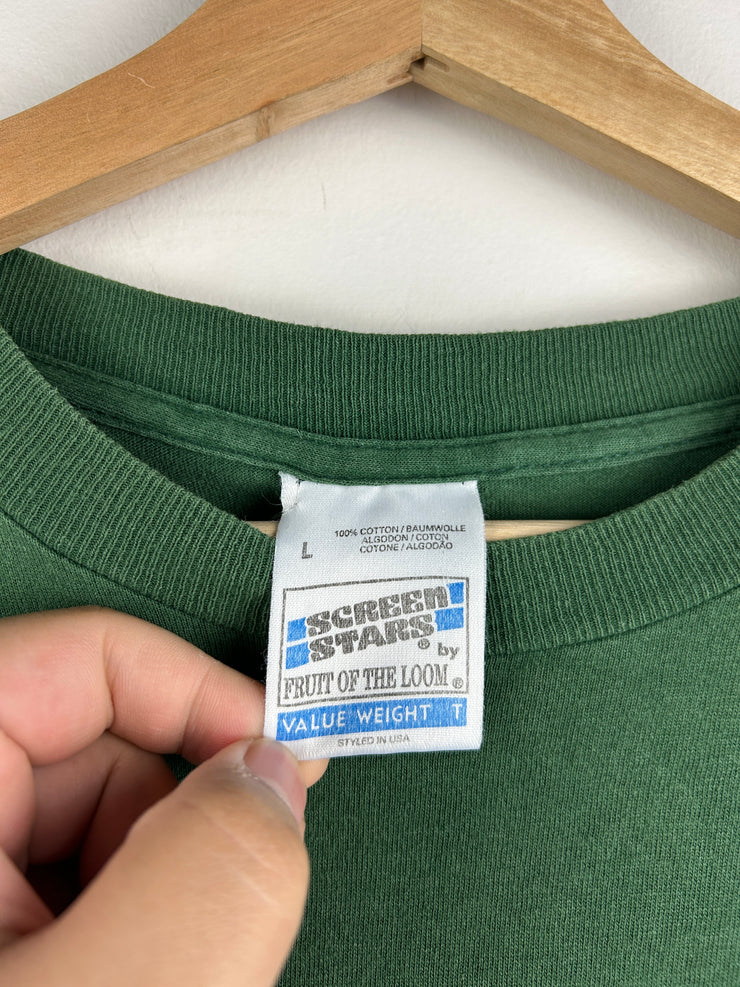 L
100% COTTON / BAUMWOLLE
ALGODON / COTON
COTONE / ALGODÃO
SCREEN
STARS® by
FRUIT OF THE LOOM®
VALUE WEIGHT T
STYLED IN USA